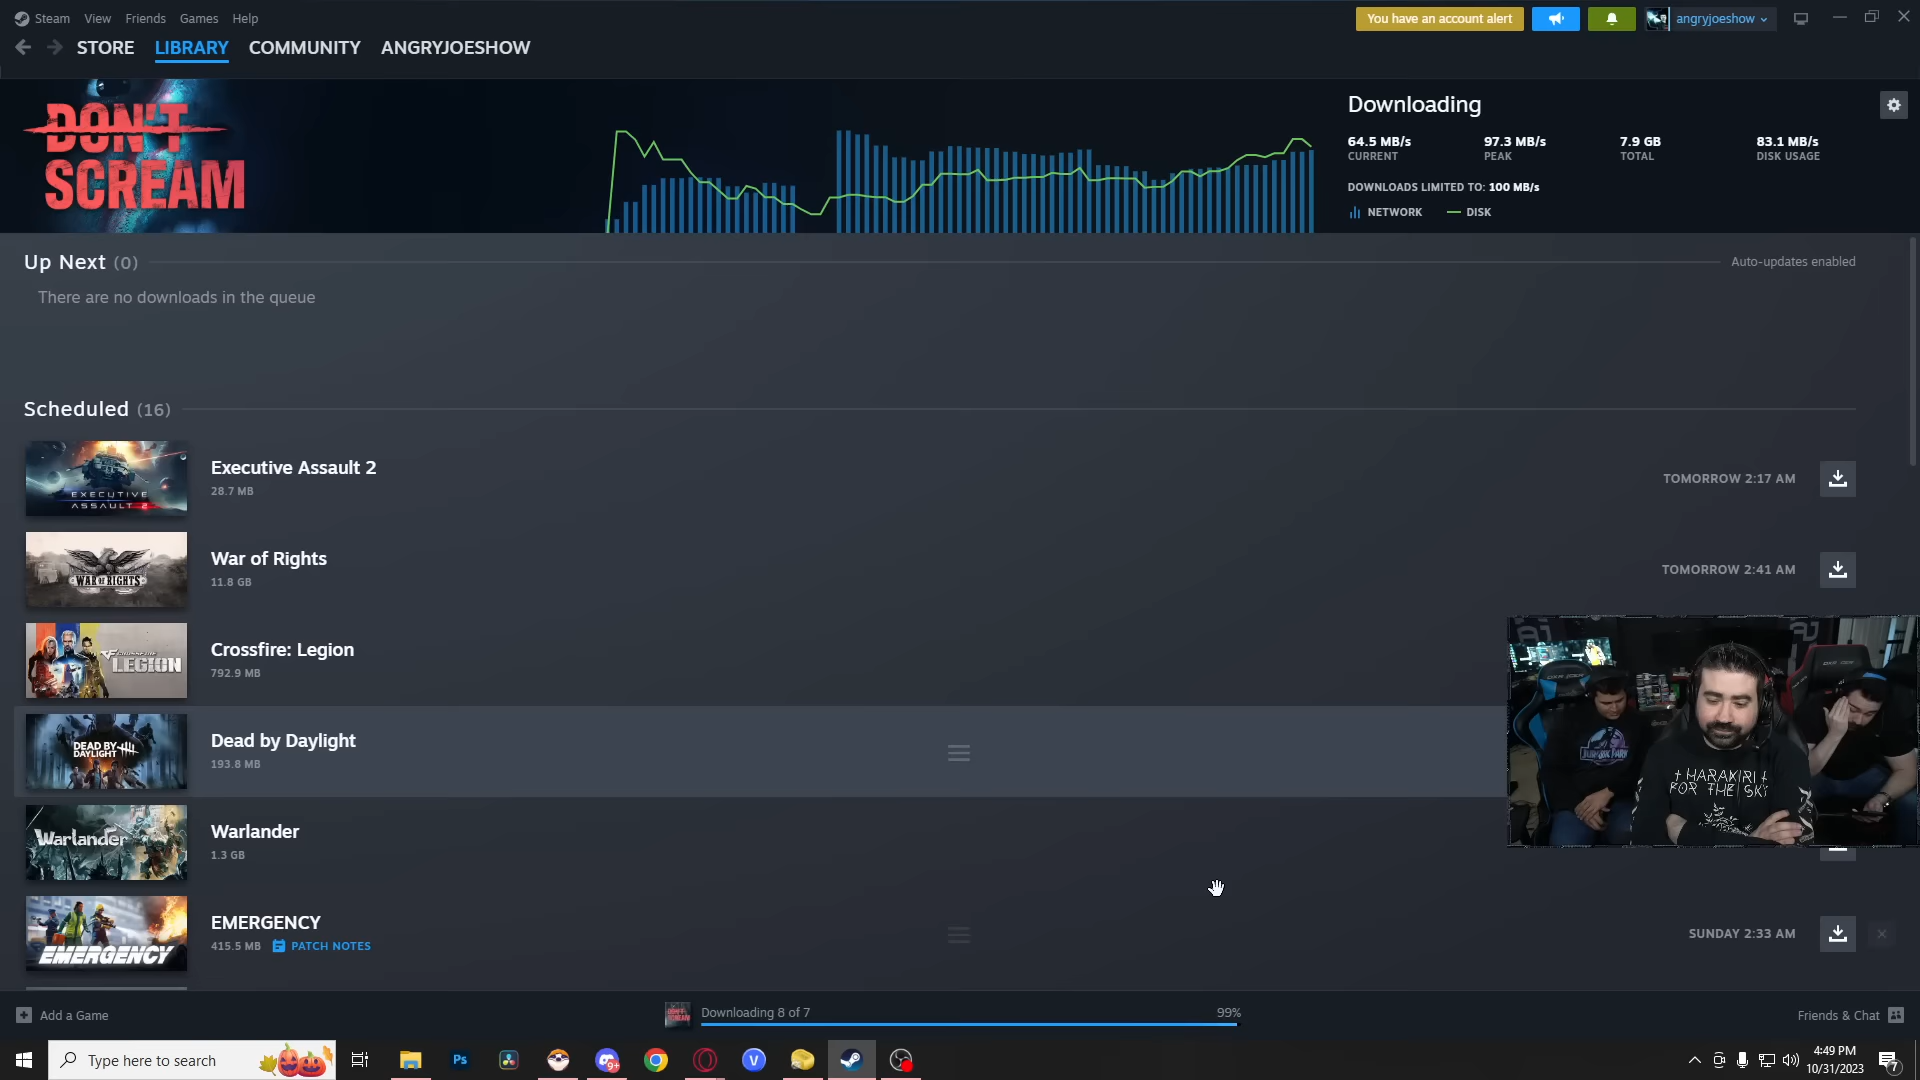 Steam View Friends Games Help
You have an account alert
angryjoeshow
STORE LIBRARY COMMUNITY ANGRYJOESHOW
DON'T
SCREAM
Downloading
64.5 MB/s 97.3 MB/s 7.9 GB 83.1 MB/s
CURRENT PEAK TOTAL DISK USAGE
DOWNLOADS LIMITED TO: 100 MB/s
NETWORK DISK
Up Next (0)
Auto-updates enabled
There are no downloads in the queue
Scheduled (16)
EXECUTIVE
ASSAULT 2
Executive Assault 2
28.7 MB
TOMORROW 2:17 AM
WAR OF RIGHTS
War of Rights
11.8 GB
TOMORROW 2:41 AM
CROSSFIRE:
LEGION
Crossfire: Legion
792.9 MB
DEAD BY
DAYLIGHT
Dead by Daylight
193.8 MB
Warlander
Warlander
1.3 GB
EMERGENCY
EMERGENCY
415.5 MB PATCH NOTES
SUNDAY 2:33 AM
JURASSIC PARK
HARAKIRI
FOR THE SKY
Add a Game
Downloading 8 of 7 99%
Friends & Chat
Type here to search
Ps
9+
V
4:49 PM
10/31/2023
7